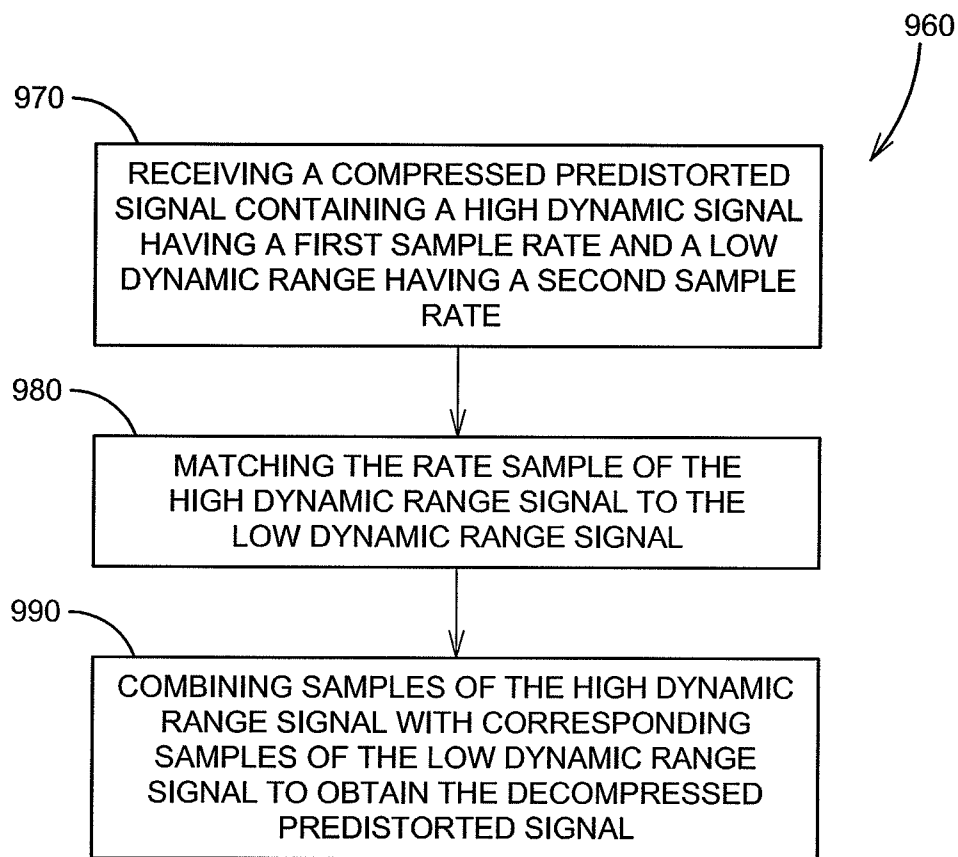 960
970
RECEIVING A COMPRESSED PREDISTORTED
SIGNAL CONTAINING A HIGH DYNAMIC SIGNAL
HAVING A FIRST SAMPLE RATE AND A LOW
DYNAMIC RANGE HAVING A SECOND SAMPLE
RATE
980
MATCHING THE RATE SAMPLE OF THE
HIGH DYNAMIC RANGE SIGNAL TO THE
LOW DYNAMIC RANGE SIGNAL
990
COMBINING SAMPLES OF THE HIGH DYNAMIC
RANGE SIGNAL WITH CORRESPONDING
SAMPLES OF THE LOW DYNAMIC RANGE
SIGNAL TO OBTAIN THE DECOMPRESSED
PREDISTORTED SIGNAL